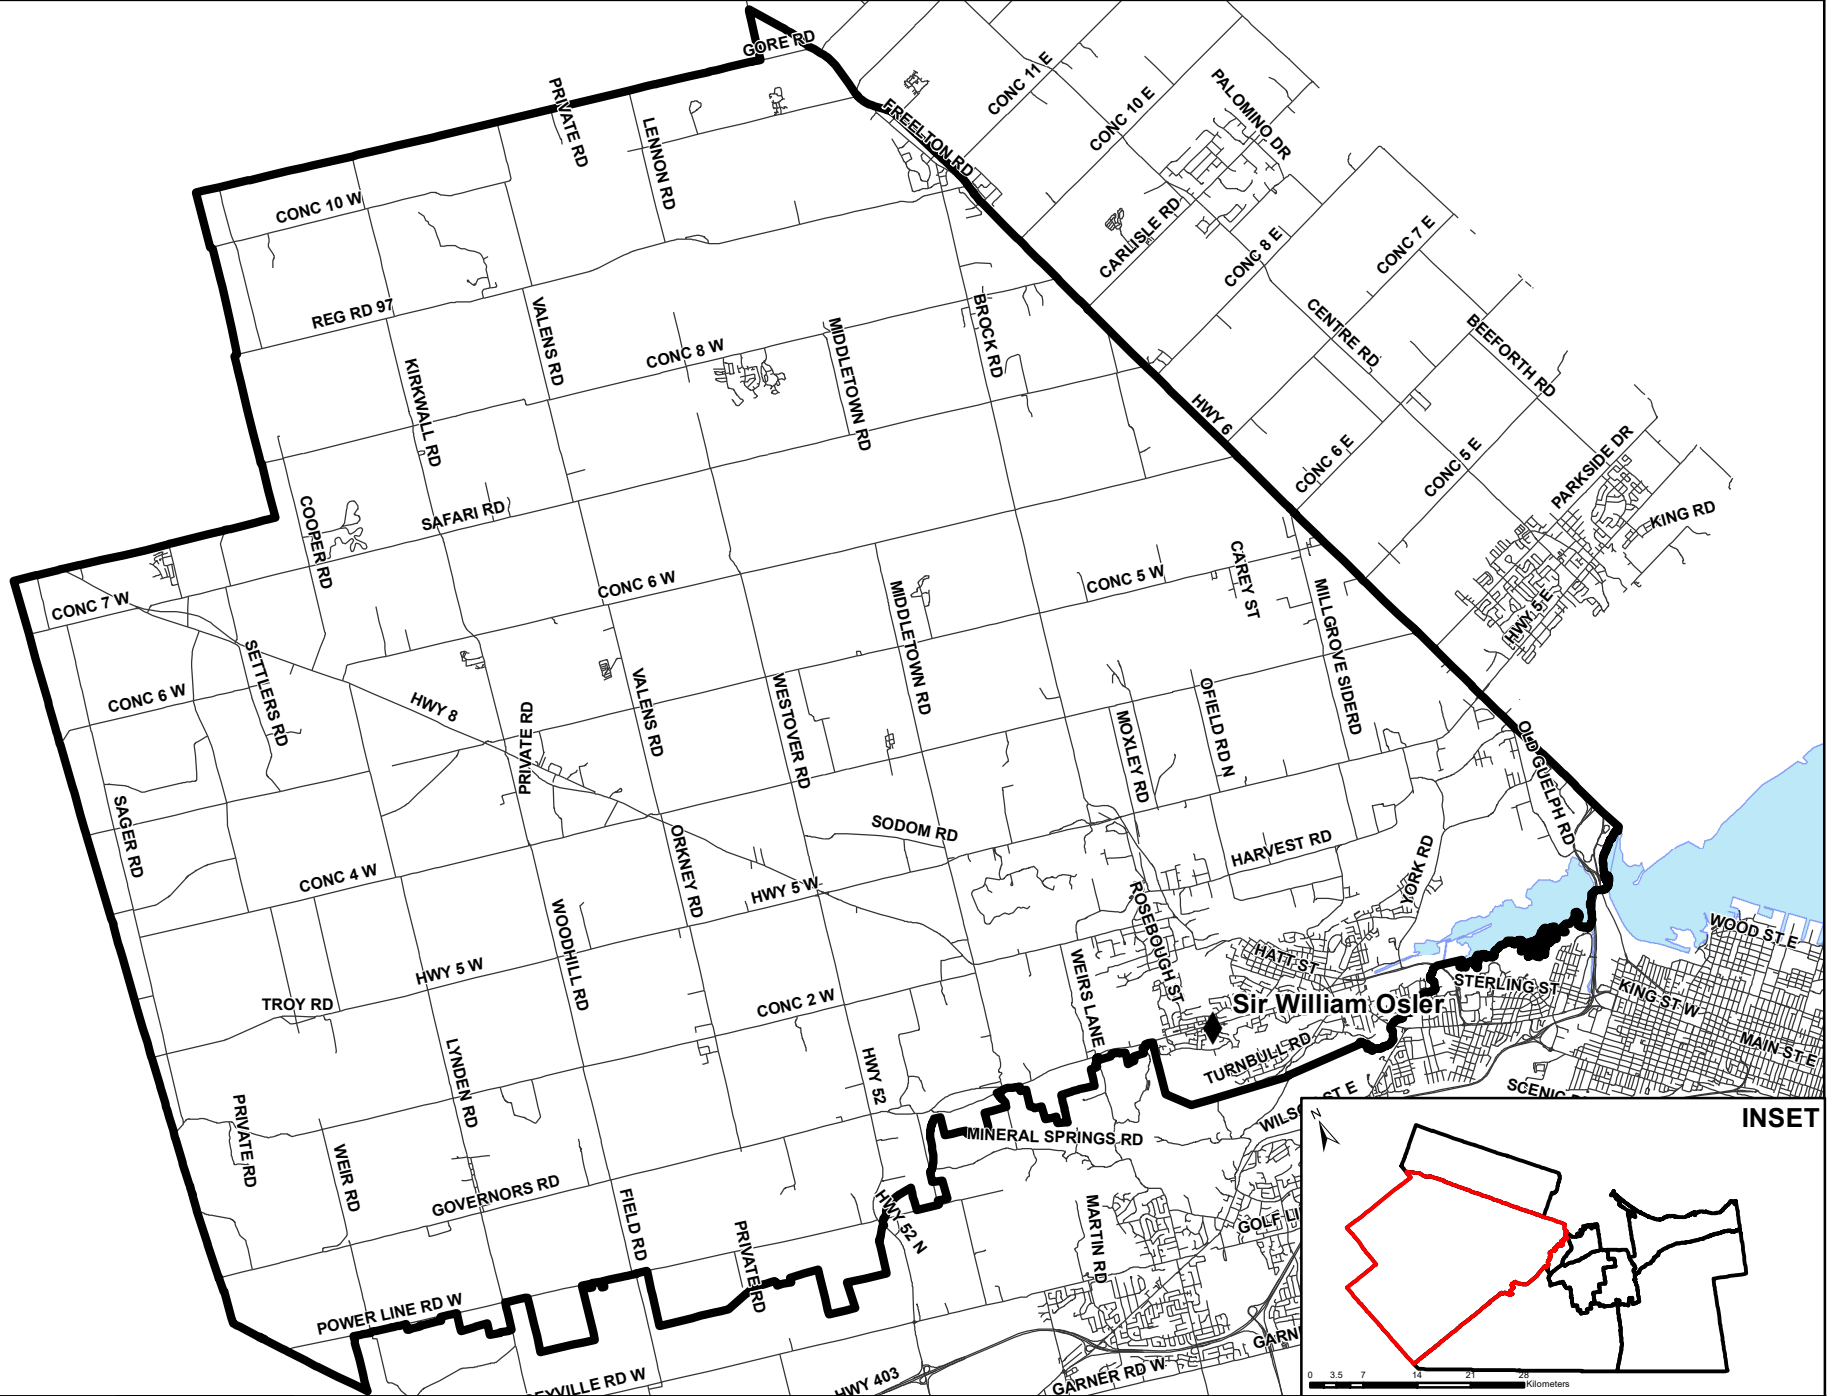 GORE RD
PRIVATE RD
LENNON RD
FREELTON RD
CONC 11 E
CONC 10 E
PALOMINO DR
CONC 10 W
CARLISLE RD
CONC 8 E
CONC 7 E
REG RD 97
VALENS RD
CONC 8 W
MIDDLETOWN RD
BROCK RD
CENTRE RD
BEEFORTH RD
KIRKWALL RD
HWY 6
CONC 6 E
CONC 5 E
PARKSIDE DR
KING RD
COOPER RD
SAFARI RD
CONC 7 W
CONC 6 W
MIDDLETOWN RD
CONC 5 W
CAREY ST
MILLGROVE SIDERD
HWY 5 E
SETTLERS RD
CONC 6 W
HWY 8
PRIVATE RD
VALENS RD
WESTOVER RD
MOXLEY RD
OFIELD RD N
OLD GUELPH RD
SAGER RD
ORKNEY RD
SODOM RD
HARVEST RD
YORK RD
CONC 4 W
HWY 5 W
WOODHILL RD
ROSEBOUGH ST
HATT ST
WOOD ST E
HWY 5 W
TROY RD
CONC 2 W
WEIRS LANE
STERLING ST
KING ST W
Sir William Osler
MAIN ST E
LYNDEN RD
HWY 52
TURNBULL RD
PRIVATE RD
WEIR RD
MINERAL SPRINGS RD
GOVERNORS RD
FIELD RD
PRIVATE RD
HWY 52 N
MARTIN RD
POWER LINE RD W
HWY 403
GARNER RD W
INSET
N
0 3.5 7 14 21 28
Kilometers